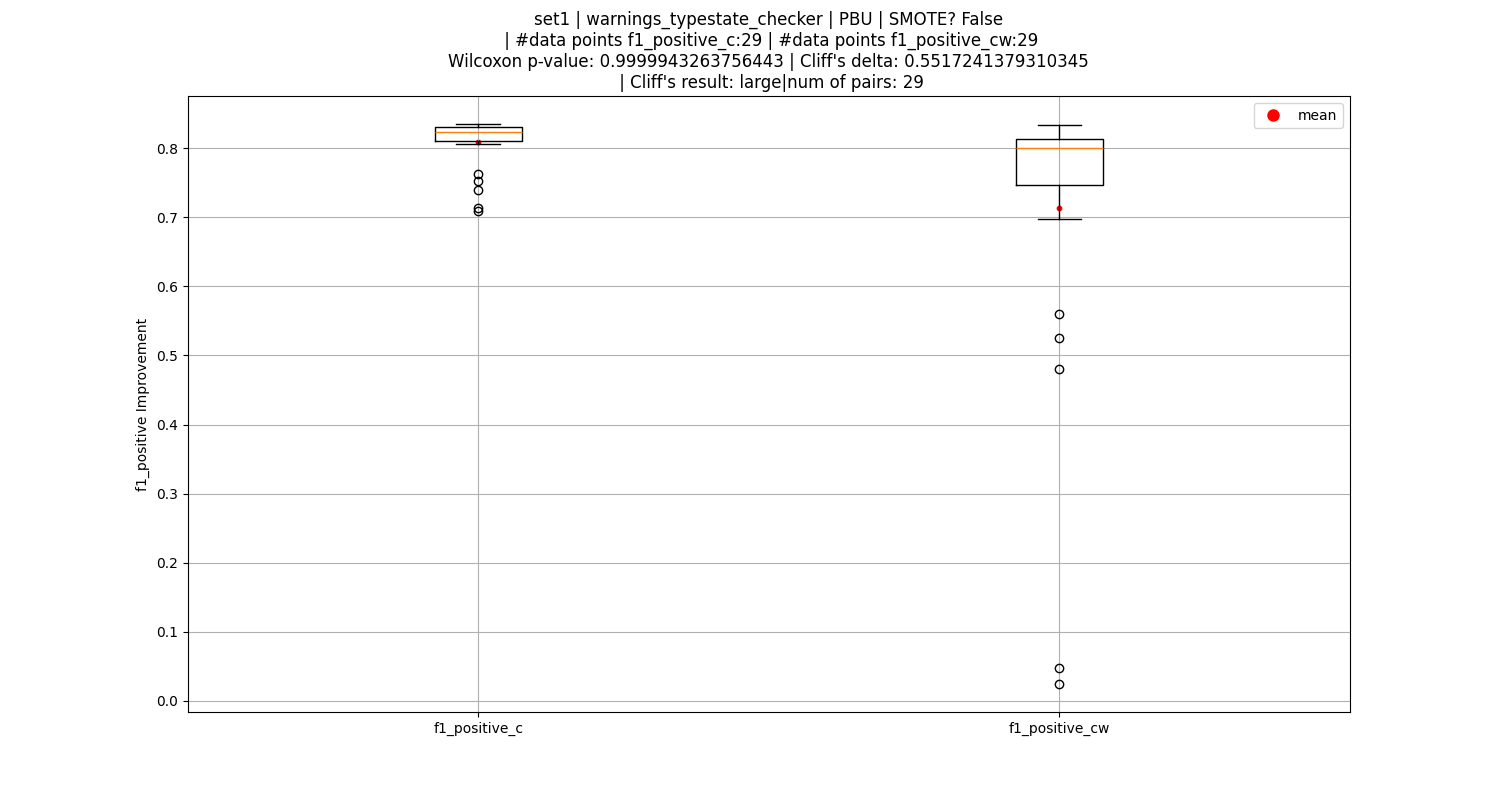 set1 | warnings_typestate_checker | PBU | SMOTE? False
| #data points f1_positive_c:29 | #data points f1_positive_cw:29
Wilcoxon p-value: 0.9999943263756443 | Cliff's delta: 0.5517241379310345
| Cliff's result: large|num of pairs: 29
mean
0.8
0.7
0.6
0.5
0.4
0.3
0.2
0.1
0.0
f1_positive Improvement
f1_positive_c
f1_positive_cw